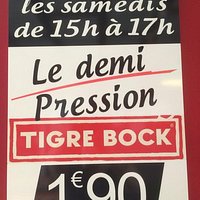 les samedis
de 15h à 17h
Le demi
Pression
TIGRE BOCK
1€90